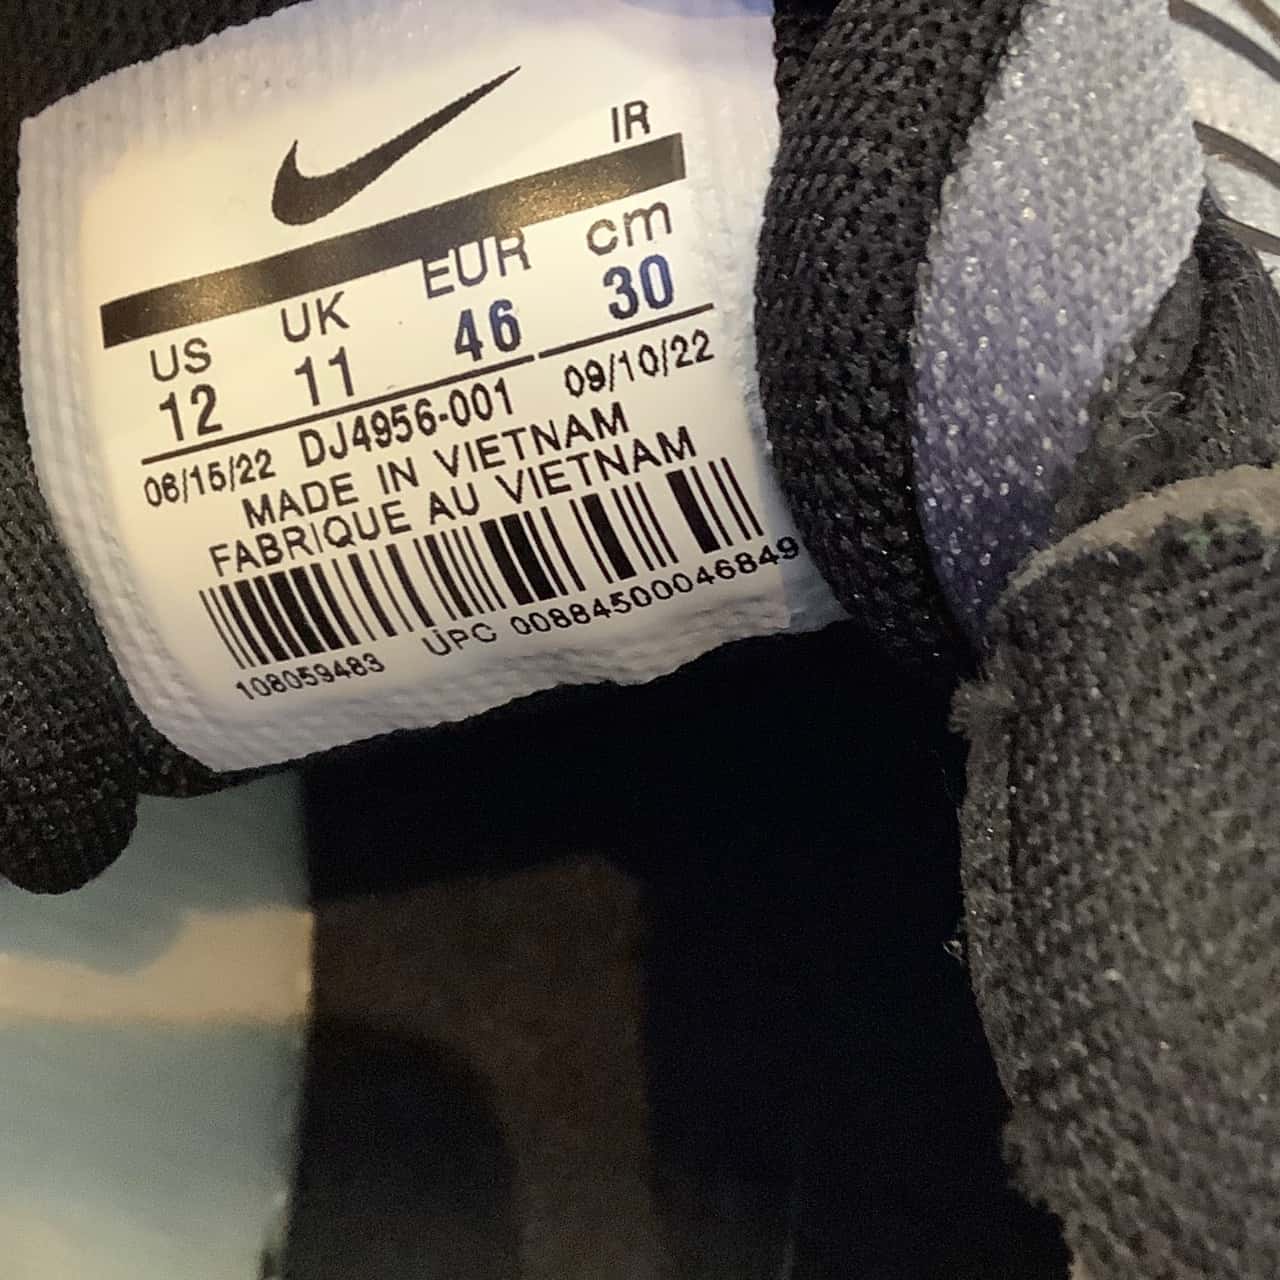 IR
US UK EUR cm
12 11 46 30
06/15/22 DJ4956-001 09/10/22
MADE IN VIETNAM
FABRIQUE AU VIETNAM
108059483 UPC 00884500046849